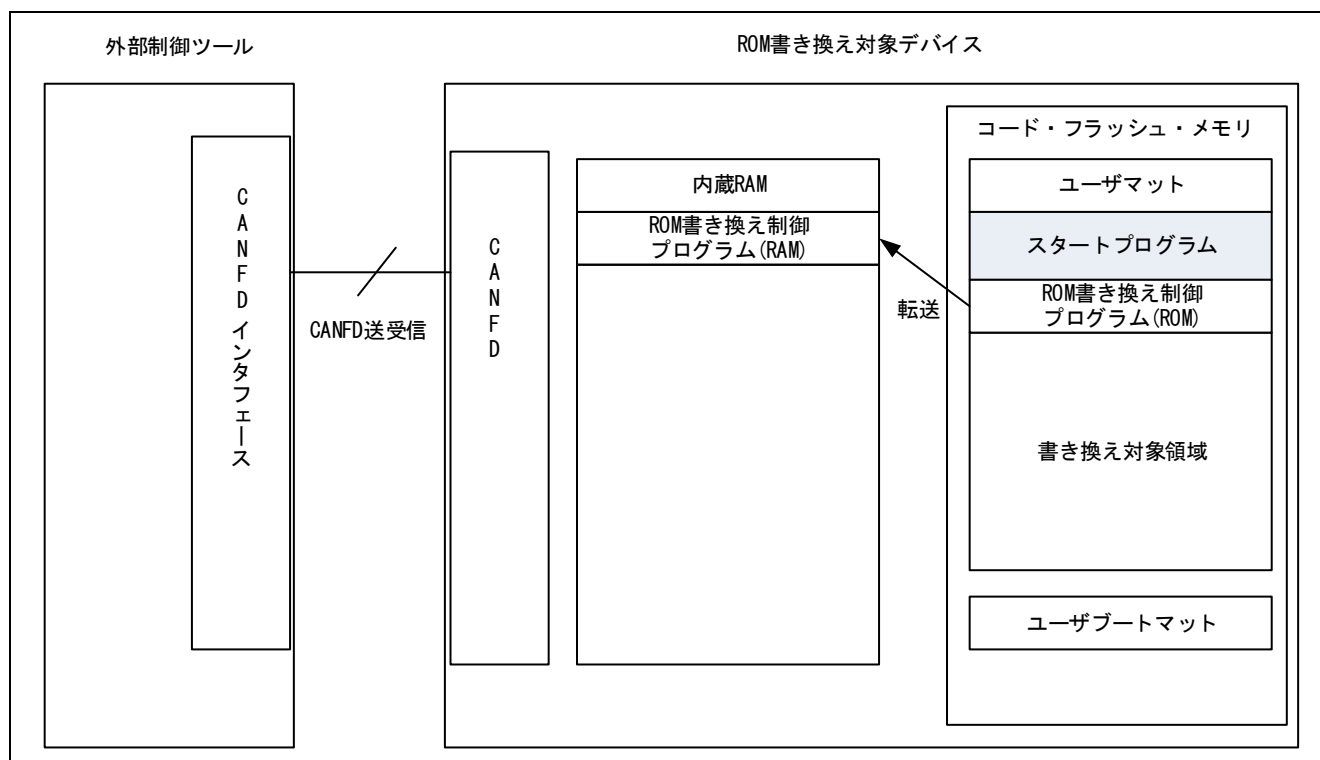 外部制御ツール
ROM書き換え対象デバイス
CANFDインタフェース
CANFD送受信
CANFD
内蔵RAM
ROM書き換え制御
プログラム(RAM)
転送
コード・フラッシュ・メモリ
ユーザマット
スタートプログラム
ROM書き換え制御
プログラム(ROM)
書き換え対象領域
ユーザブートマット